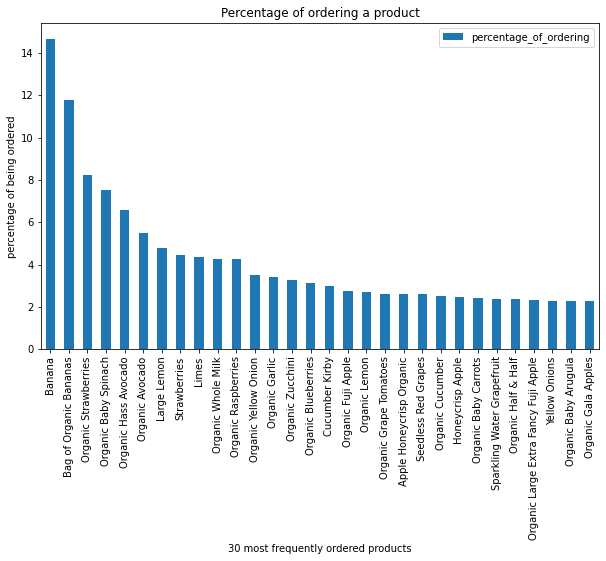 Percentage of ordering a product
percentage_of_ordering
percentage of being ordered
14
12
10
8
6
4
2
0
Banana
Bag of Organic Bananas
Organic Strawberries
Organic Baby Spinach
Organic Hass Avocado
Organic Avocado
Large Lemon
Strawberries
Limes
Organic Whole Milk
Organic Raspberries
Organic Yellow Onion
Organic Garlic
Organic Zucchini
Organic Blueberries
Cucumber Kirby
Organic Fuji Apple
Organic Lemon
Organic Grape Tomatoes
Apple Honeycrisp Organic
Seedless Red Grapes
Organic Cucumber
Honeycrisp Apple
Organic Baby Carrots
Sparkling Water Grapefruit
Organic Half & Half
Organic Large Extra Fancy Fuji Apple
Yellow Onions
Organic Baby Arugula
Organic Gala Apples
30 most frequently ordered products